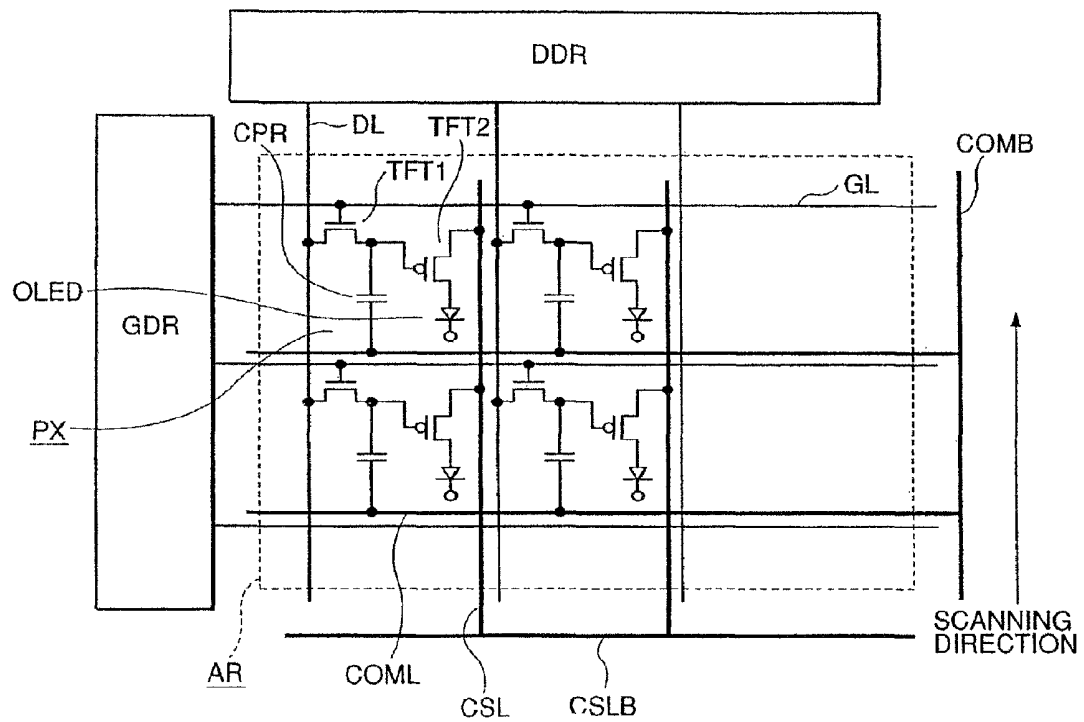 DDR
CPR
DL
TFT2
COMB
TFT1
GL
OLED
GDR
PX
SCANNING
DIRECTION
AR
COML
CSL
CSLB